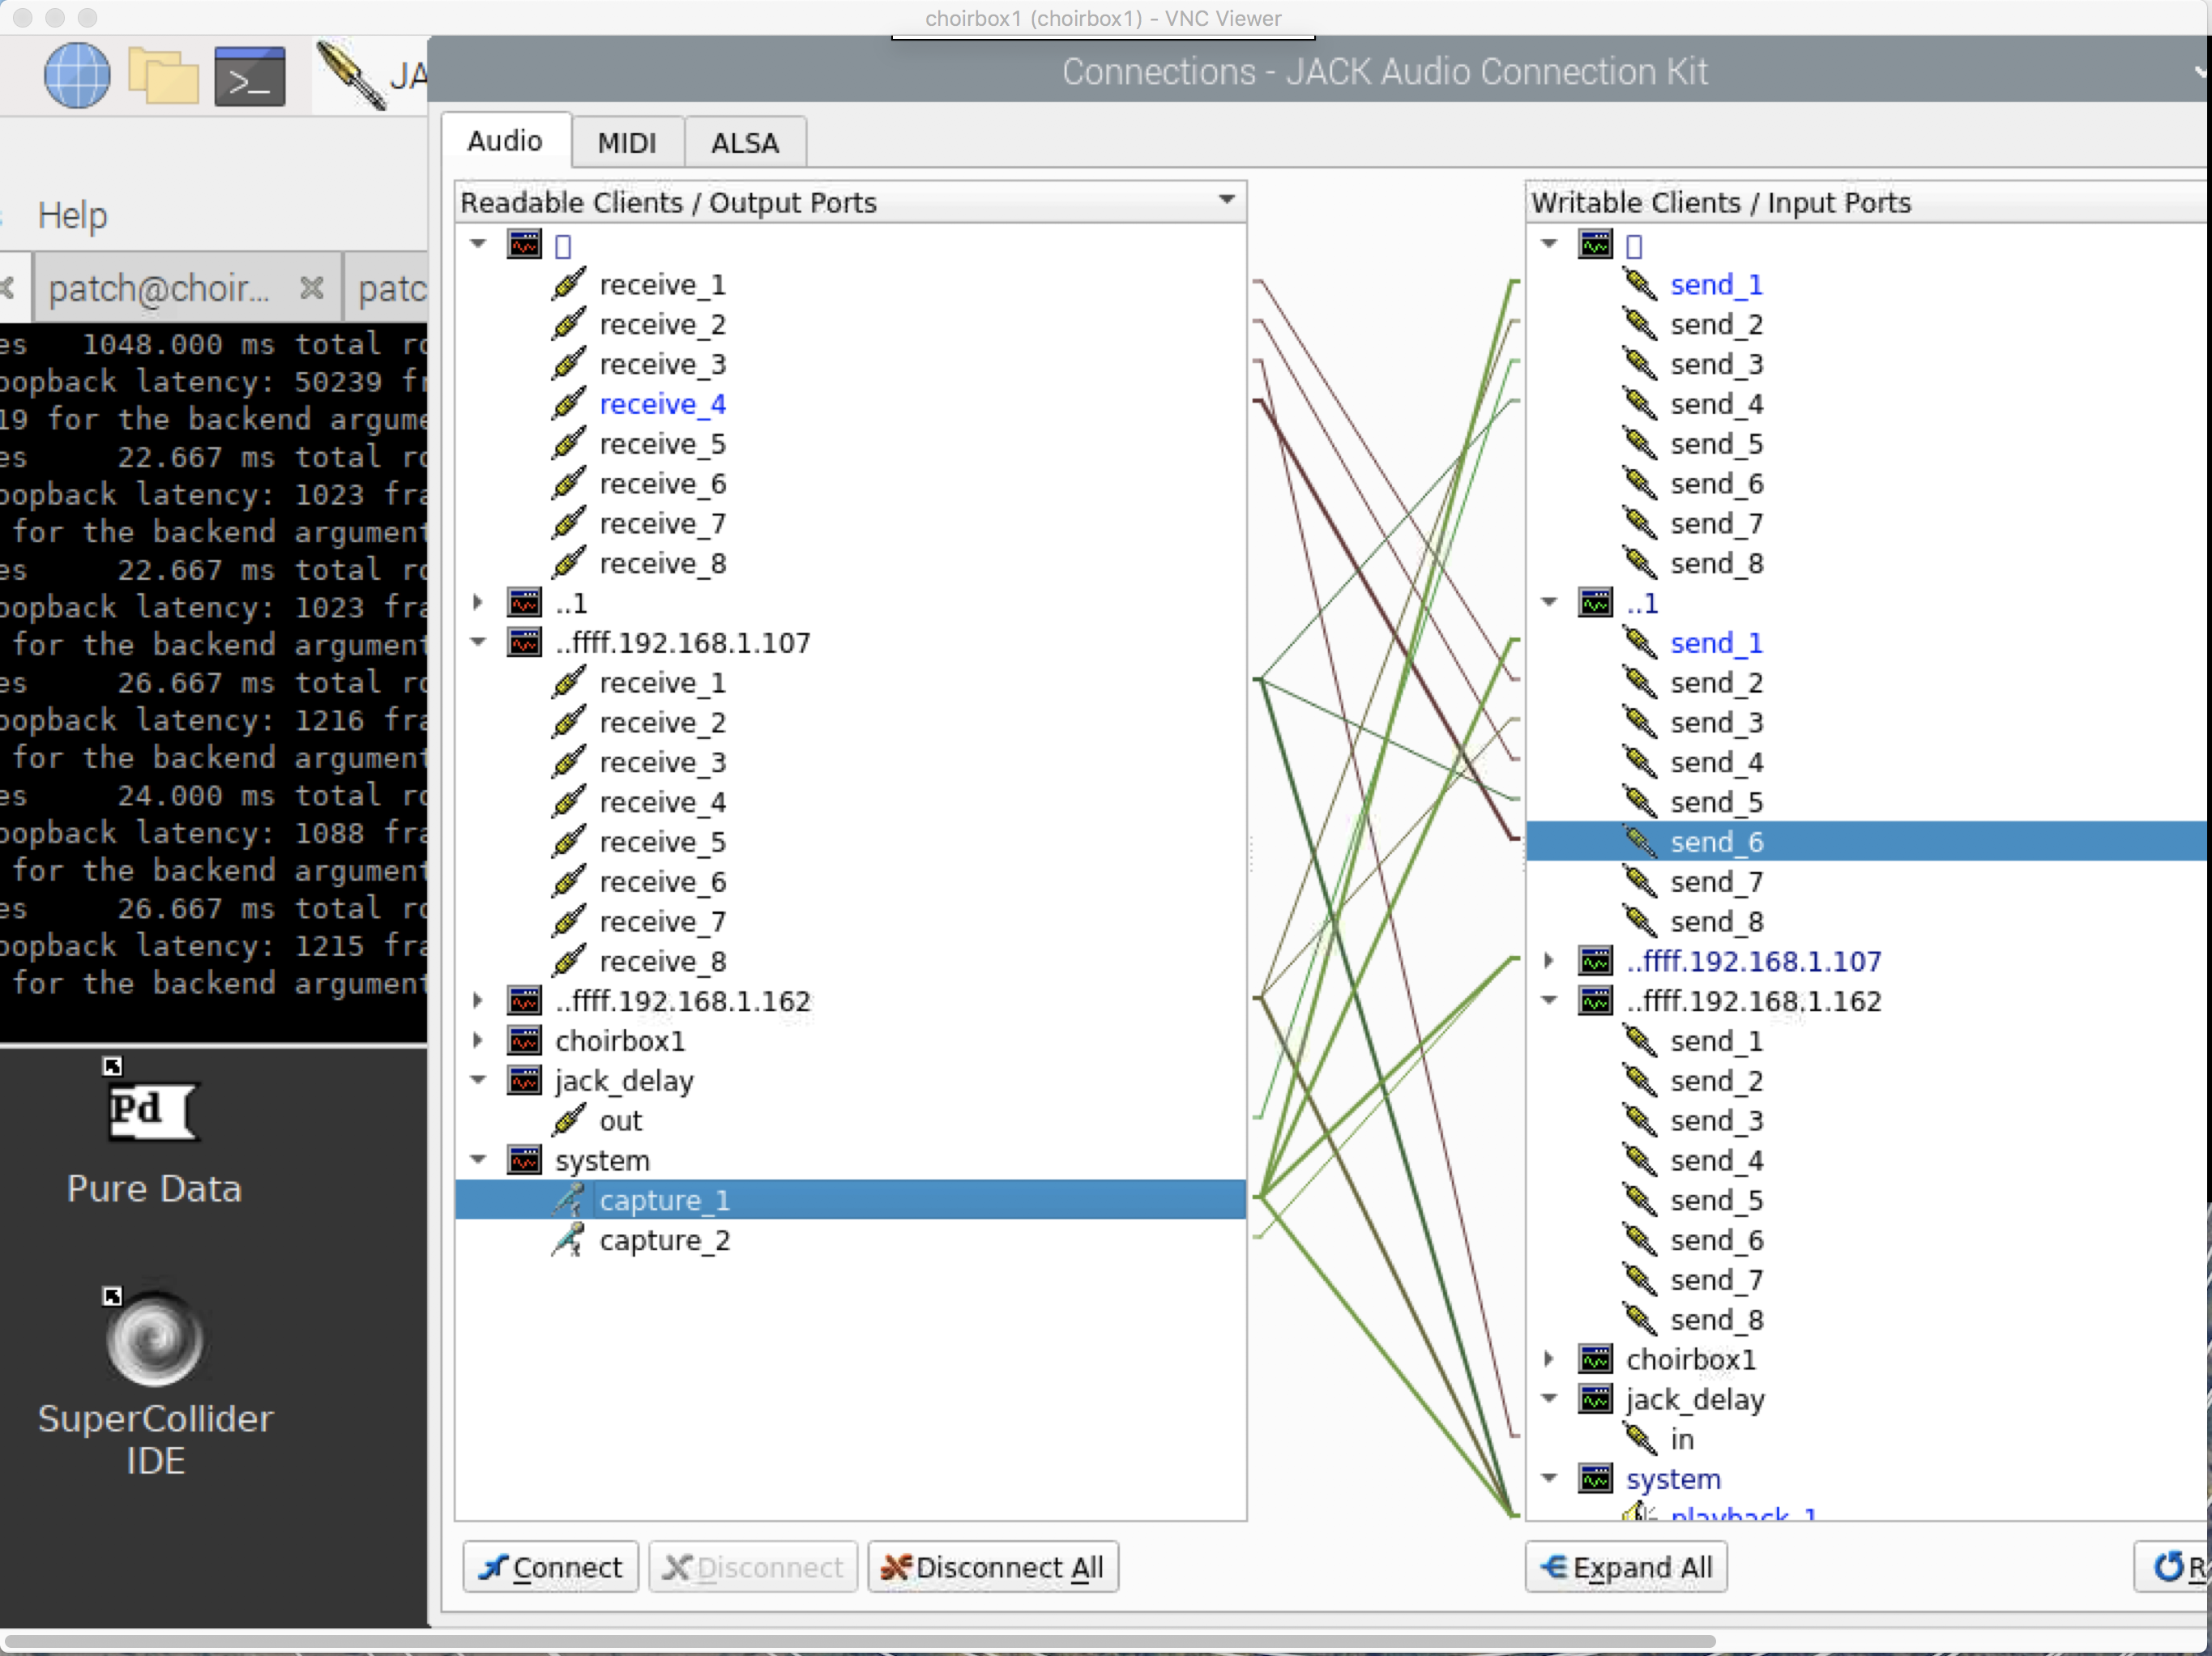 choirbox1 (choirbox1) - VNC Viewer
JA
Connections - JACK Audio Connection Kit
Help
patch@choir...
patc
es 1048.000 ms total ro
oopback latency: 50239 fr
19 for the backend argume
es 22.667 ms total ro
oopback latency: 1023 fra
for the backend argument
es 22.667 ms total ro
oopback latency: 1023 fra
for the backend argument
es 26.667 ms total ro
oopback latency: 1216 fra
for the backend argument
es 24.000 ms total ro
oopback latency: 1088 fra
for the backend argument
es 26.667 ms total ro
oopback latency: 1215 fra
for the backend argument
Pd
Pure Data
SuperCollider
IDE
Audio
MIDI
ALSA
Readable Clients / Output Ports
receive_1
receive_2
receive_3
receive_4
receive_5
receive_6
receive_7
receive_8
..1
..ffff.192.168.1.107
receive_1
receive_2
receive_3
receive_4
receive_5
receive_6
receive_7
receive_8
..ffff.192.168.1.162
choirbox1
jack_delay
out
system
capture_1
capture_2
Writable Clients / Input Ports
send_1
send_2
send_3
send_4
send_5
send_6
send_7
send_8
..1
send_1
send_2
send_3
send_4
send_5
send_6
send_7
send_8
..ffff.192.168.1.107
..ffff.192.168.1.162
send_1
send_2
send_3
send_4
send_5
send_6
send_7
send_8
choirbox1
jack_delay
in
system
playback_1
Connect
Disconnect
Disconnect All
Expand All
R